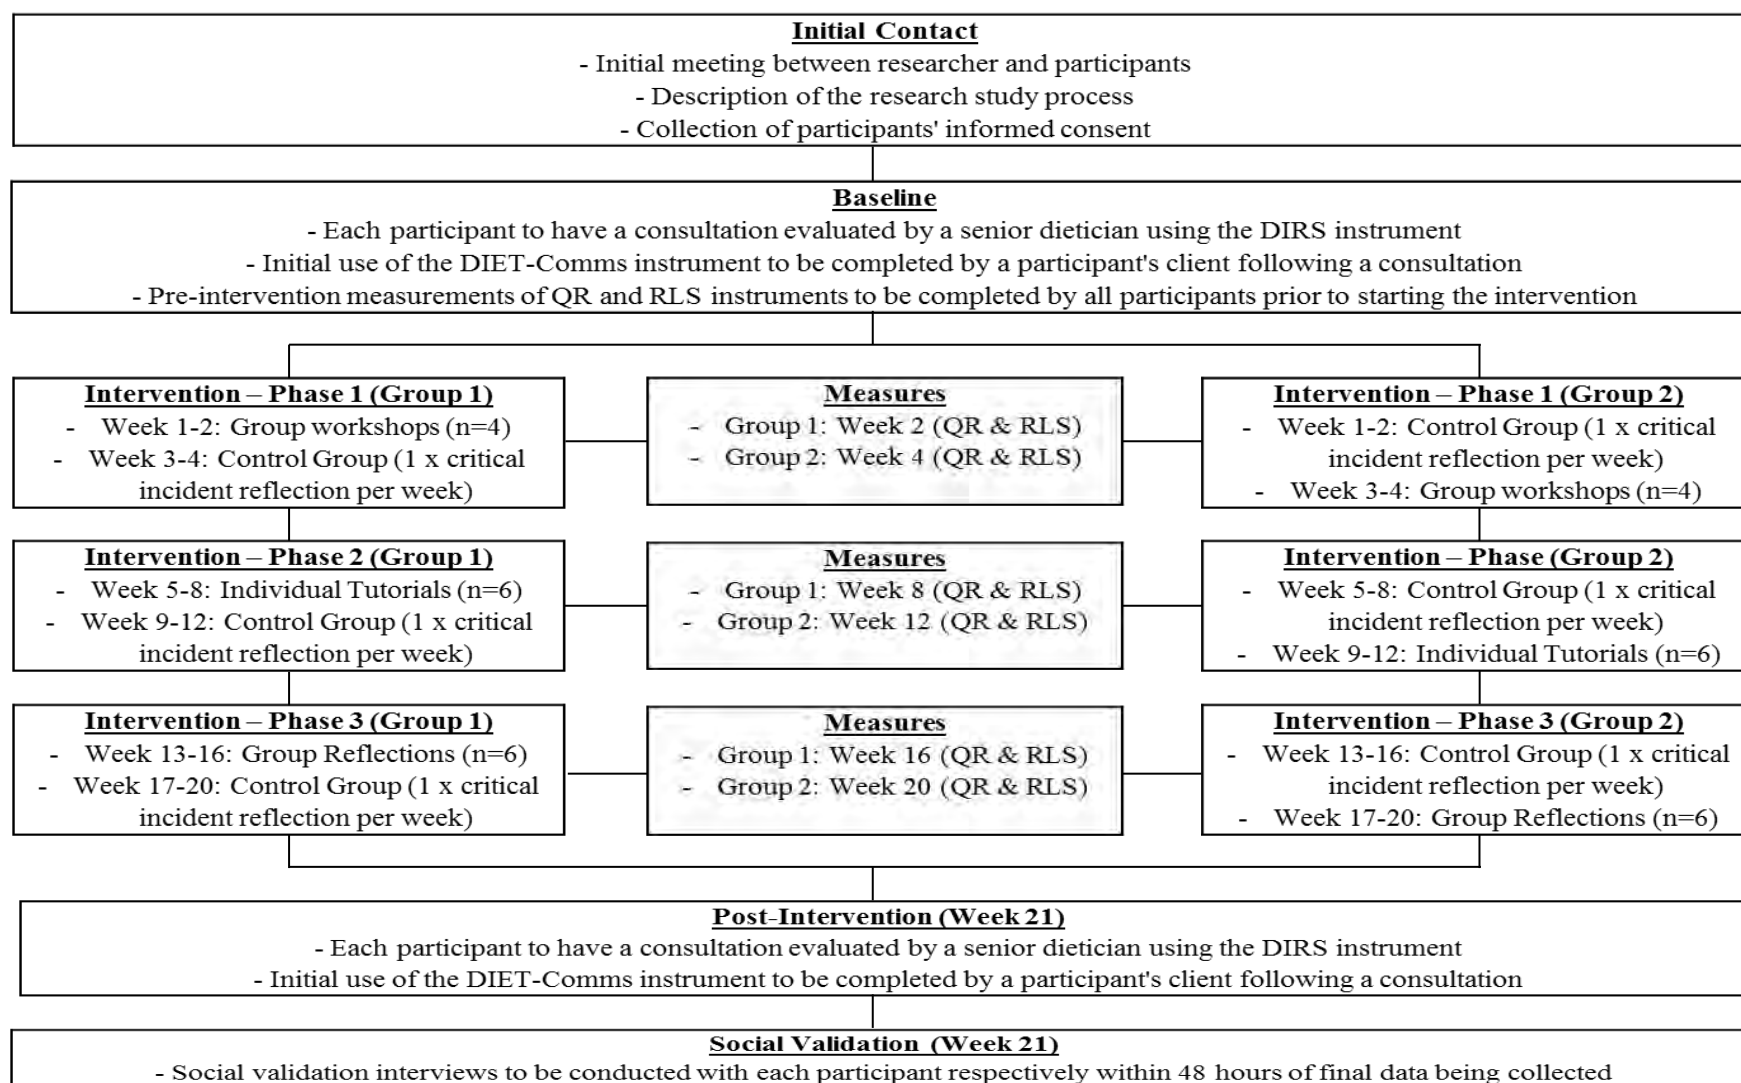 Initial Contact
- Initial meeting between researcher and participants
- Description of the research study process
- Collection of participants' informed consent
Baseline
- Each participant to have a consultation evaluated by a senior dietician using the DIRS instrument
- Initial use of the DIET-Comms instrument to be completed by a participant's client following a consultation
- Pre-intervention measurements of QR and RLS instruments to be completed by all participants prior to starting the intervention
Intervention – Phase 1 (Group 1)
- Week 1-2: Group workshops (n=4)
- Week 3-4: Control Group (1 x critical
incident reflection per week)
Measures
- Group 1: Week 2 (QR & RLS)
- Group 2: Week 4 (QR & RLS)
Intervention – Phase 1 (Group 2)
- Week 1-2: Control Group (1 x critical
incident reflection per week)
- Week 3-4: Group workshops (n=4)
Intervention – Phase 2 (Group 1)
- Week 5-8: Individual Tutorials (n=6)
- Week 9-12: Control Group (1 x critical
incident reflection per week)
Measures
- Group 1: Week 8 (QR & RLS)
- Group 2: Week 12 (QR & RLS)
Intervention – Phase (Group 2)
- Week 5-8: Control Group (1 x critical
incident reflection per week)
- Week 9-12: Individual Tutorials (n=6)
Intervention – Phase 3 (Group 1)
- Week 13-16: Group Reflections (n=6)
- Week 17-20: Control Group (1 x critical
incident reflection per week)
Measures
- Group 1: Week 16 (QR & RLS)
- Group 2: Week 20 (QR & RLS)
Intervention – Phase 3 (Group 2)
- Week 13-16: Control Group (1 x critical
incident reflection per week)
- Week 17-20: Group Reflections (n=6)
Post-Intervention (Week 21)
- Each participant to have a consultation evaluated by a senior dietician using the DIRS instrument
- Initial use of the DIET-Comms instrument to be completed by a participant's client following a consultation
Social Validation (Week 21)
- Social validation interviews to be conducted with each participant respectively within 48 hours of final data being collected